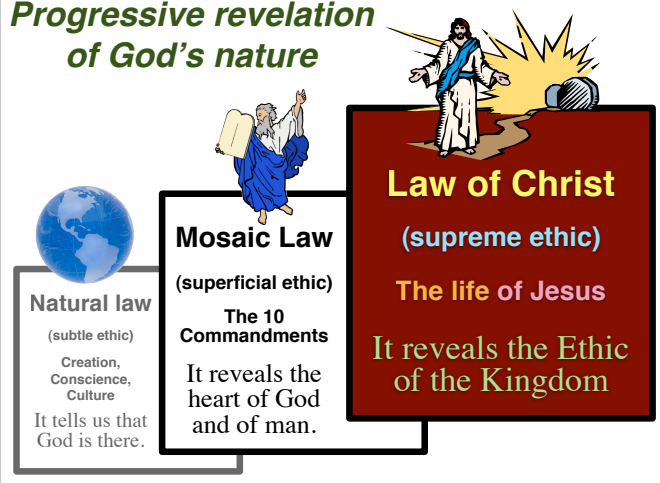 Progressive revelation
of God's nature
Natural law
(subtle ethic)
Creation,
Conscience,
Culture
It tells us that
God is there.
Mosaic Law
(superficial ethic)
The 10
Commandments
It reveals the
heart of God
and of man.
Law of Christ
(supreme ethic)
The life of Jesus
It reveals the Ethic
of the Kingdom